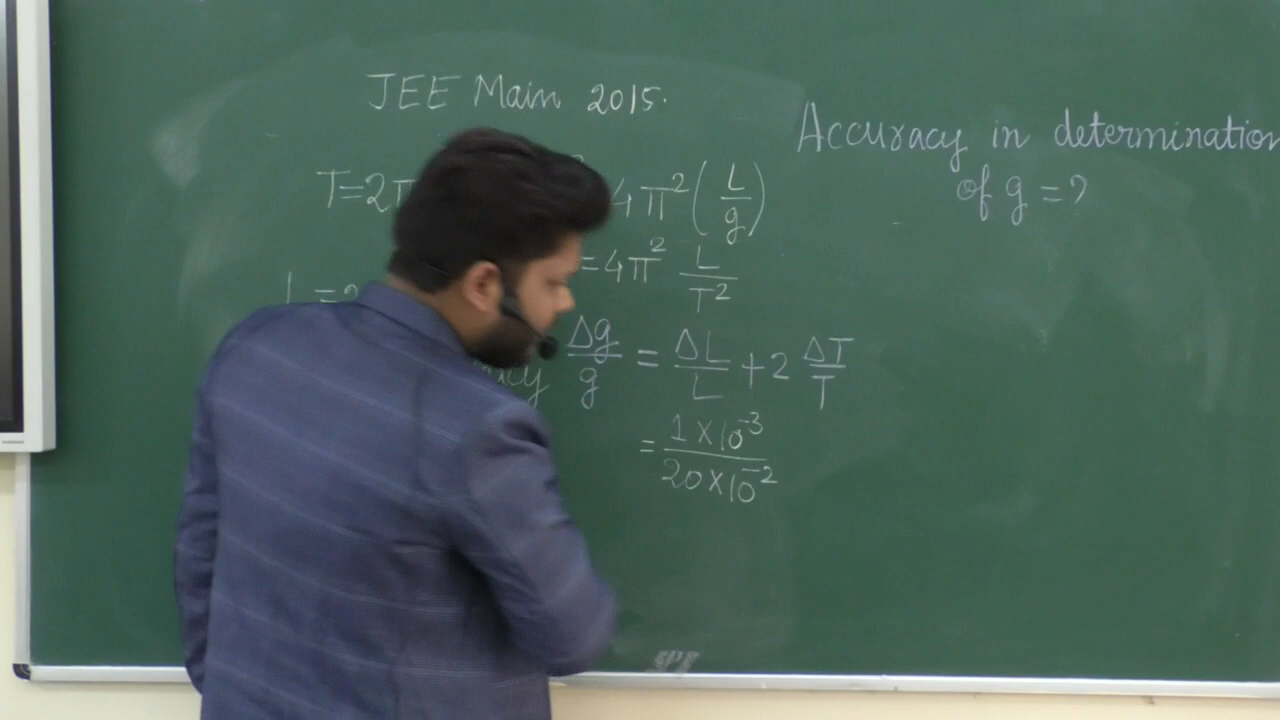 JEE Main 2015.
Accuracy in determination
of g = ?
T=2π 4π²(L/g)
=4π² L/T²
L =
Δg/g = ΔL/L + 2 ΔT/T
= 1×10⁻³/20×10⁻²